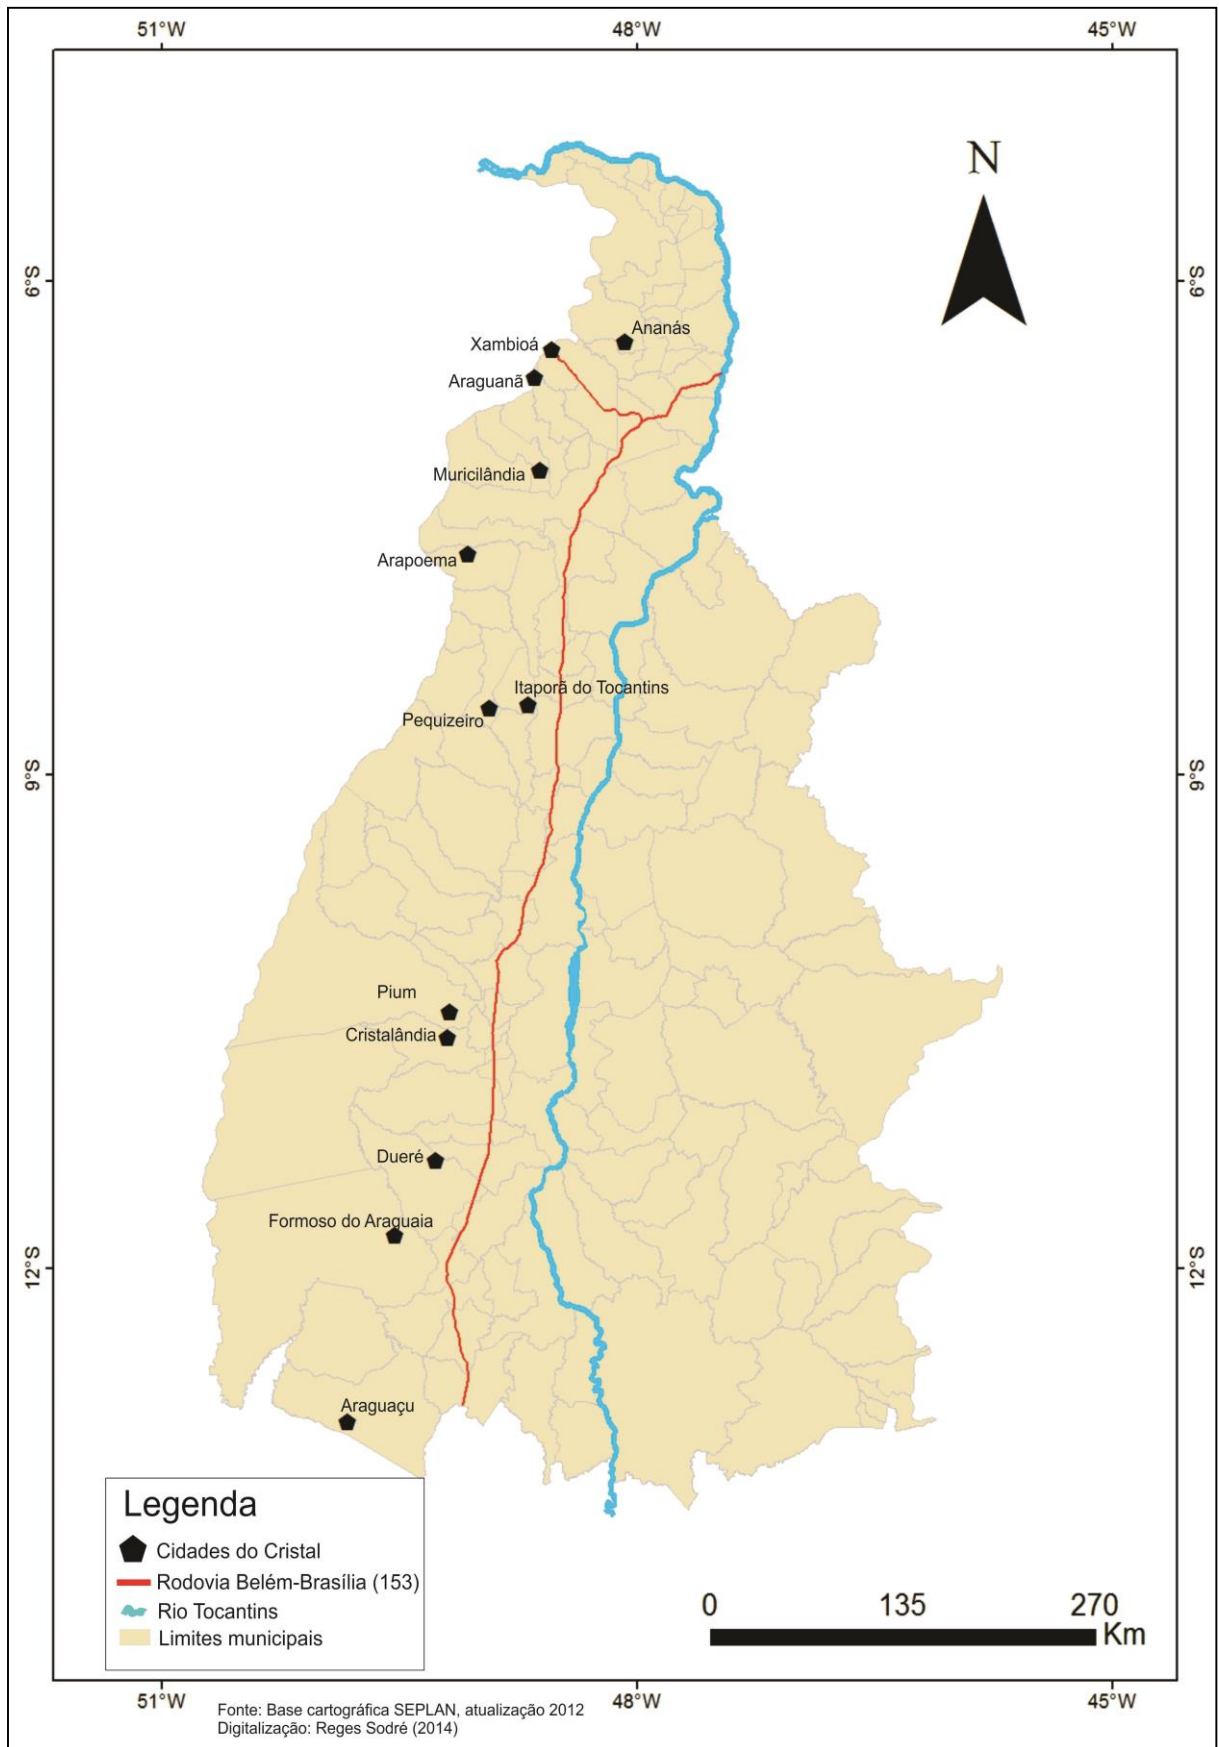 51°W 48°W 45°W
N
6°S 6°S
Ananás
Xambioá
Araguanã
Muricilândia
Arapoema
Itaporã do Tocantins
Pequizeiro
9°S 9°S
Pium
Cristalândia
Dueré
Formoso do Araguaia
12°S 12°S
Araguaçu
Legenda
Cidades do Cristal
Rodovia Belém-Brasília (153)
Rio Tocantins
Limites municipais
0 135 270
Km
51°W 48°W 45°W
Fonte: Base cartográfica SEPLAN, atualização 2012
Digitalização: Reges Sodré (2014)